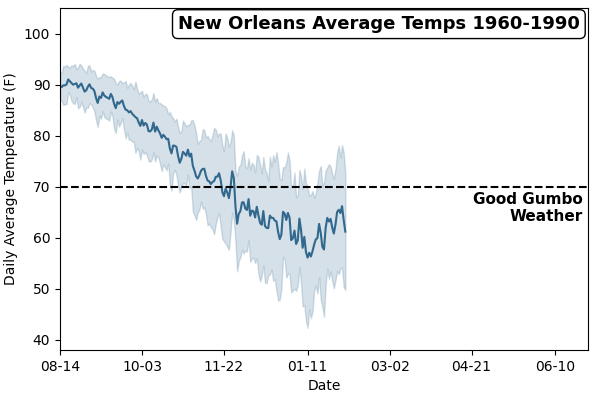 New Orleans Average Temps 1960-1990
Daily Average Temperature (F)
100
90
80
70
60
50
40
Good Gumbo
Weather
08-14
10-03
11-22
01-11
03-02
04-21
06-10
Date